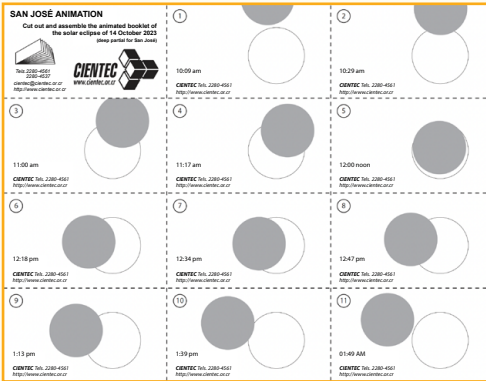 SAN JOSÉ ANIMATION
Cut out and assemble the animated booklet of
the solar eclipse of 14 October 2023
(deep partial for San José)
Tels. 2280-4561
2280-4537
cientec@cientec.or.cr
http://www.cientec.or.cr
CIENTEC
www.cientec.or.cr
1
10:09 am
CIENTEC Tels. 2280-4561
http://www.cientec.or.cr
2
10:29 am
CIENTEC Tels. 2280-4561
http://www.cientec.or.cr
3
11:00 am
CIENTEC Tels. 2280-4561
http://www.cientec.or.cr
4
11:17 am
CIENTEC Tels. 2280-4561
http://www.cientec.or.cr
5
12:00 noon
CIENTEC Tels. 2280-4561
http://www.cientec.or.cr
6
12:18 pm
CIENTEC Tels. 2280-4561
http://www.cientec.or.cr
7
12:34 pm
CIENTEC Tels. 2280-4561
http://www.cientec.or.cr
8
12:47 pm
CIENTEC Tels. 2280-4561
http://www.cientec.or.cr
9
1:13 pm
CIENTEC Tels. 2280-4561
http://www.cientec.or.cr
10
1:39 pm
CIENTEC Tels. 2280-4561
http://www.cientec.or.cr
11
01:49 AM
CIENTEC Tels. 2280-4561
http://www.cientec.or.cr